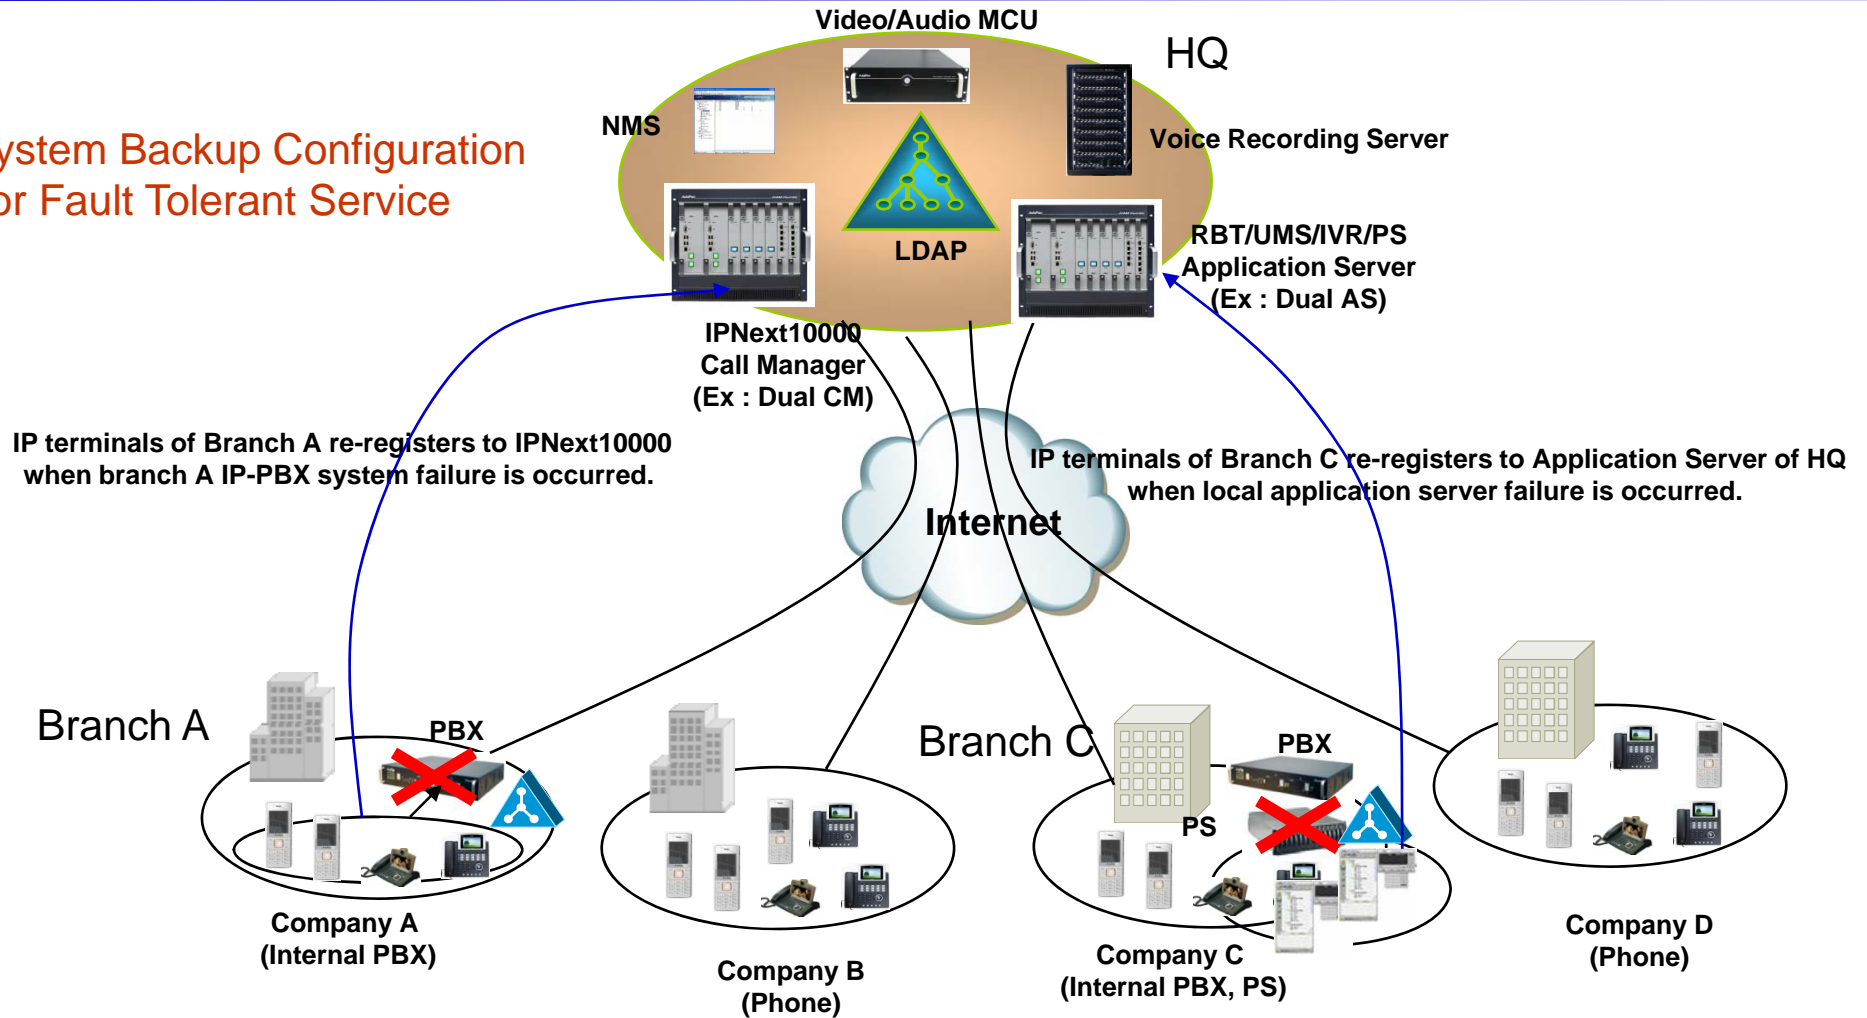 Video/Audio MCU
HQ
NMS
Voice Recording Server
ystem Backup Configuration
or Fault Tolerant Service
LDAP
RBT/UMS/IVR/PS
Application Server
(Ex : Dual AS)
IPNext10000
Call Manager
(Ex : Dual CM)
IP terminals of Branch A re-registers to IPNext10000
when branch A IP-PBX system failure is occurred.
IP terminals of Branch C re-registers to Application Server of HQ
when local application server failure is occurred.
Internet
Branch A
PBX
Branch C
PBX
PS
Company A
(Internal PBX)
Company B
(Phone)
Company C
(Internal PBX, PS)
Company D
(Phone)